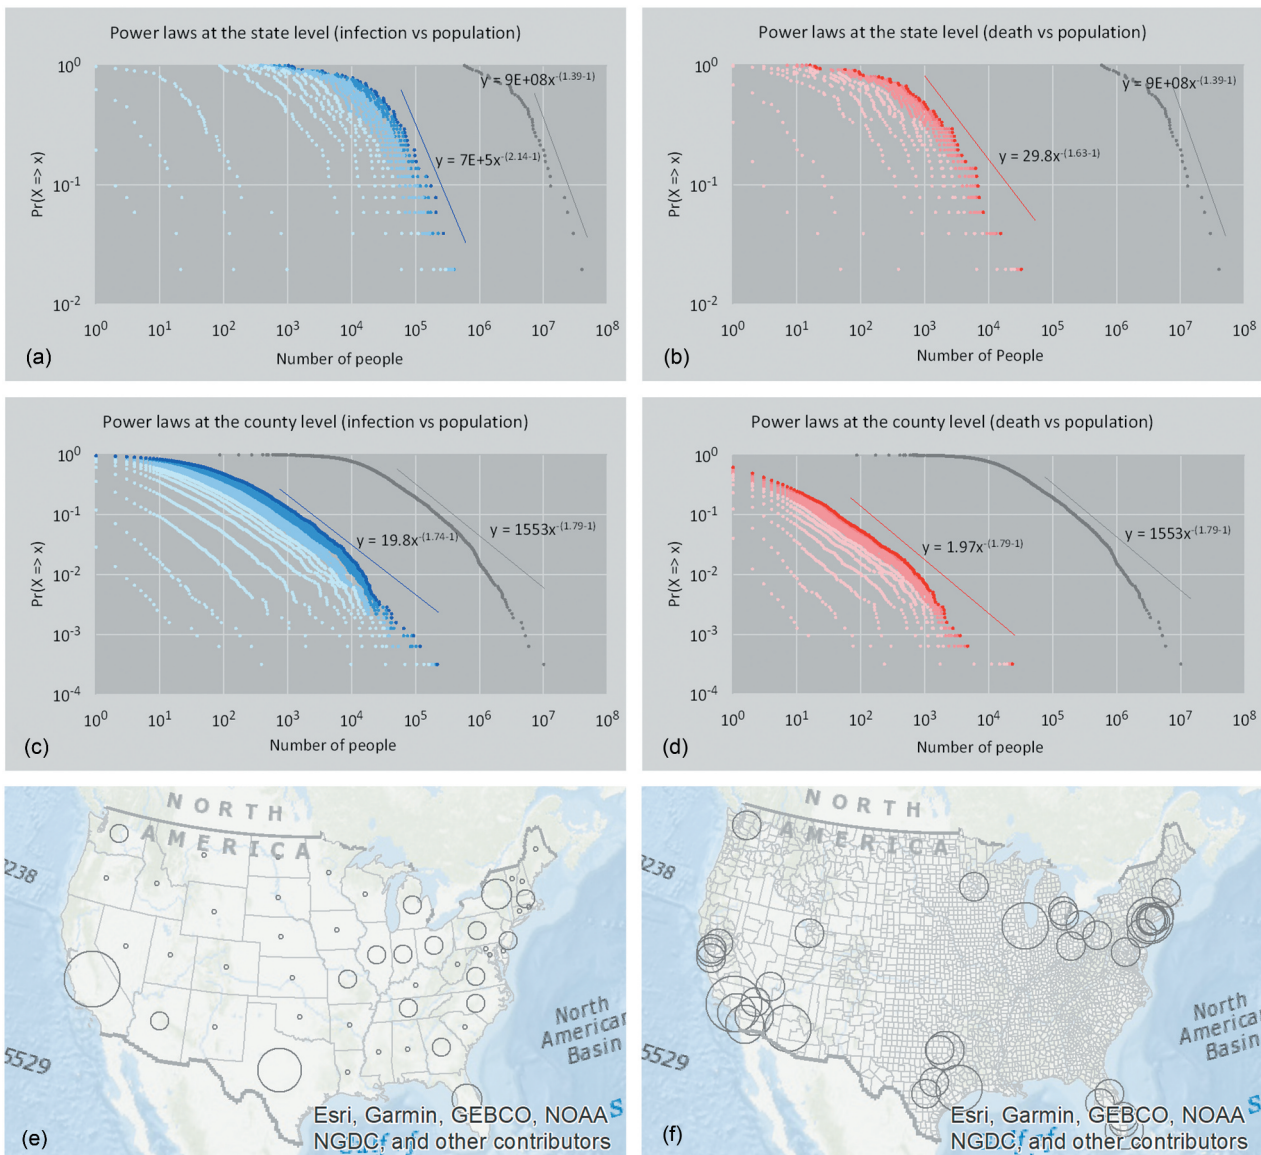 Power laws at the state level (infection vs population)
10⁰
10⁻¹
10⁻²
Pr(X => x)
y = 9E+08x⁻⁽¹·³⁹⁻¹⁾
y = 7E+5x⁻⁽²·¹⁴⁻¹⁾
10⁰ 10¹ 10² 10³ 10⁴ 10⁵ 10⁶ 10⁷ 10⁸
Number of people
(a)
Power laws at the state level (death vs population)
10⁰
10⁻¹
10⁻²
Pr(X => x)
y = 9E+08x⁻⁽¹·³⁹⁻¹⁾
y = 29.8x⁻⁽¹·⁶³⁻¹⁾
10⁰ 10¹ 10² 10³ 10⁴ 10⁵ 10⁶ 10⁷ 10⁸
Number of People
(b)
Power laws at the county level (infection vs population)
10⁰
10⁻¹
10⁻²
10⁻³
10⁻⁴
Pr(X => x)
y = 19.8x⁻⁽¹·⁷⁴⁻¹⁾
y = 1553x⁻⁽¹·⁷⁹⁻¹⁾
10⁰ 10¹ 10² 10³ 10⁴ 10⁵ 10⁶ 10⁷ 10⁸
Number of people
(c)
Power laws at the county level (death vs population)
10⁰
10⁻¹
10⁻²
10⁻³
10⁻⁴
Pr(X => x)
y = 1.97x⁻⁽¹·⁷⁹⁻¹⁾
y = 1553x⁻⁽¹·⁷⁹⁻¹⁾
10⁰ 10¹ 10² 10³ 10⁴ 10⁵ 10⁶ 10⁷ 10⁸
Number of people
(d)
NORTH
AMERICA
5529
North
American
Basin
Esri, Garmin, GEBCO, NOAA
NGDC, and other contributors
(e)
NORTH
AMERICA
5529
North
American
Basin
Esri, Garmin, GEBCO, NOAA
NGDC, and other contributors
(f)